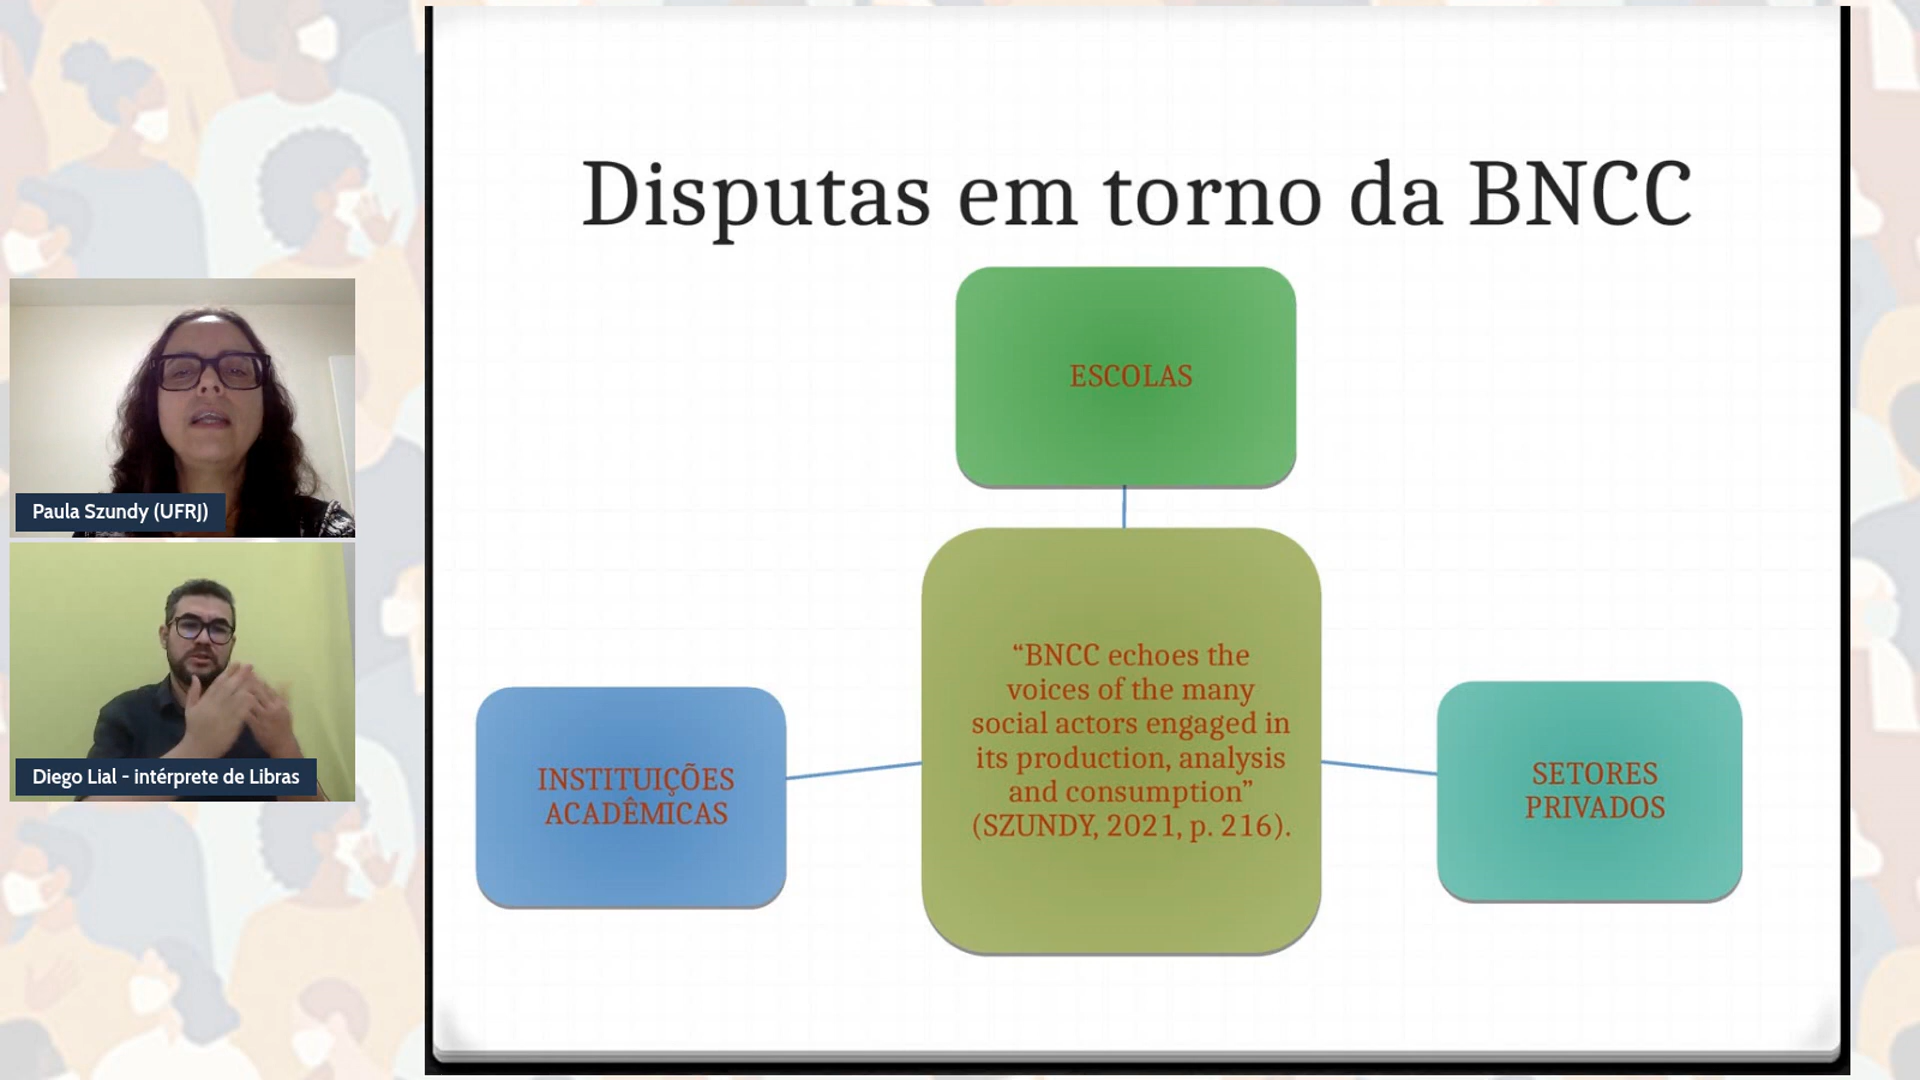 Disputas em torno da BNCC
ESCOLAS
“BNCC echoes the
voices of the many
social actors engaged in
its production, analysis
and consumption”
(SZUNDY, 2021, p. 216).
INSTITUIÇÕES
ACADÊMICAS
SETORES
PRIVADOS
Paula Szundy (UFRJ)
Diego Lial - intérprete de Libras